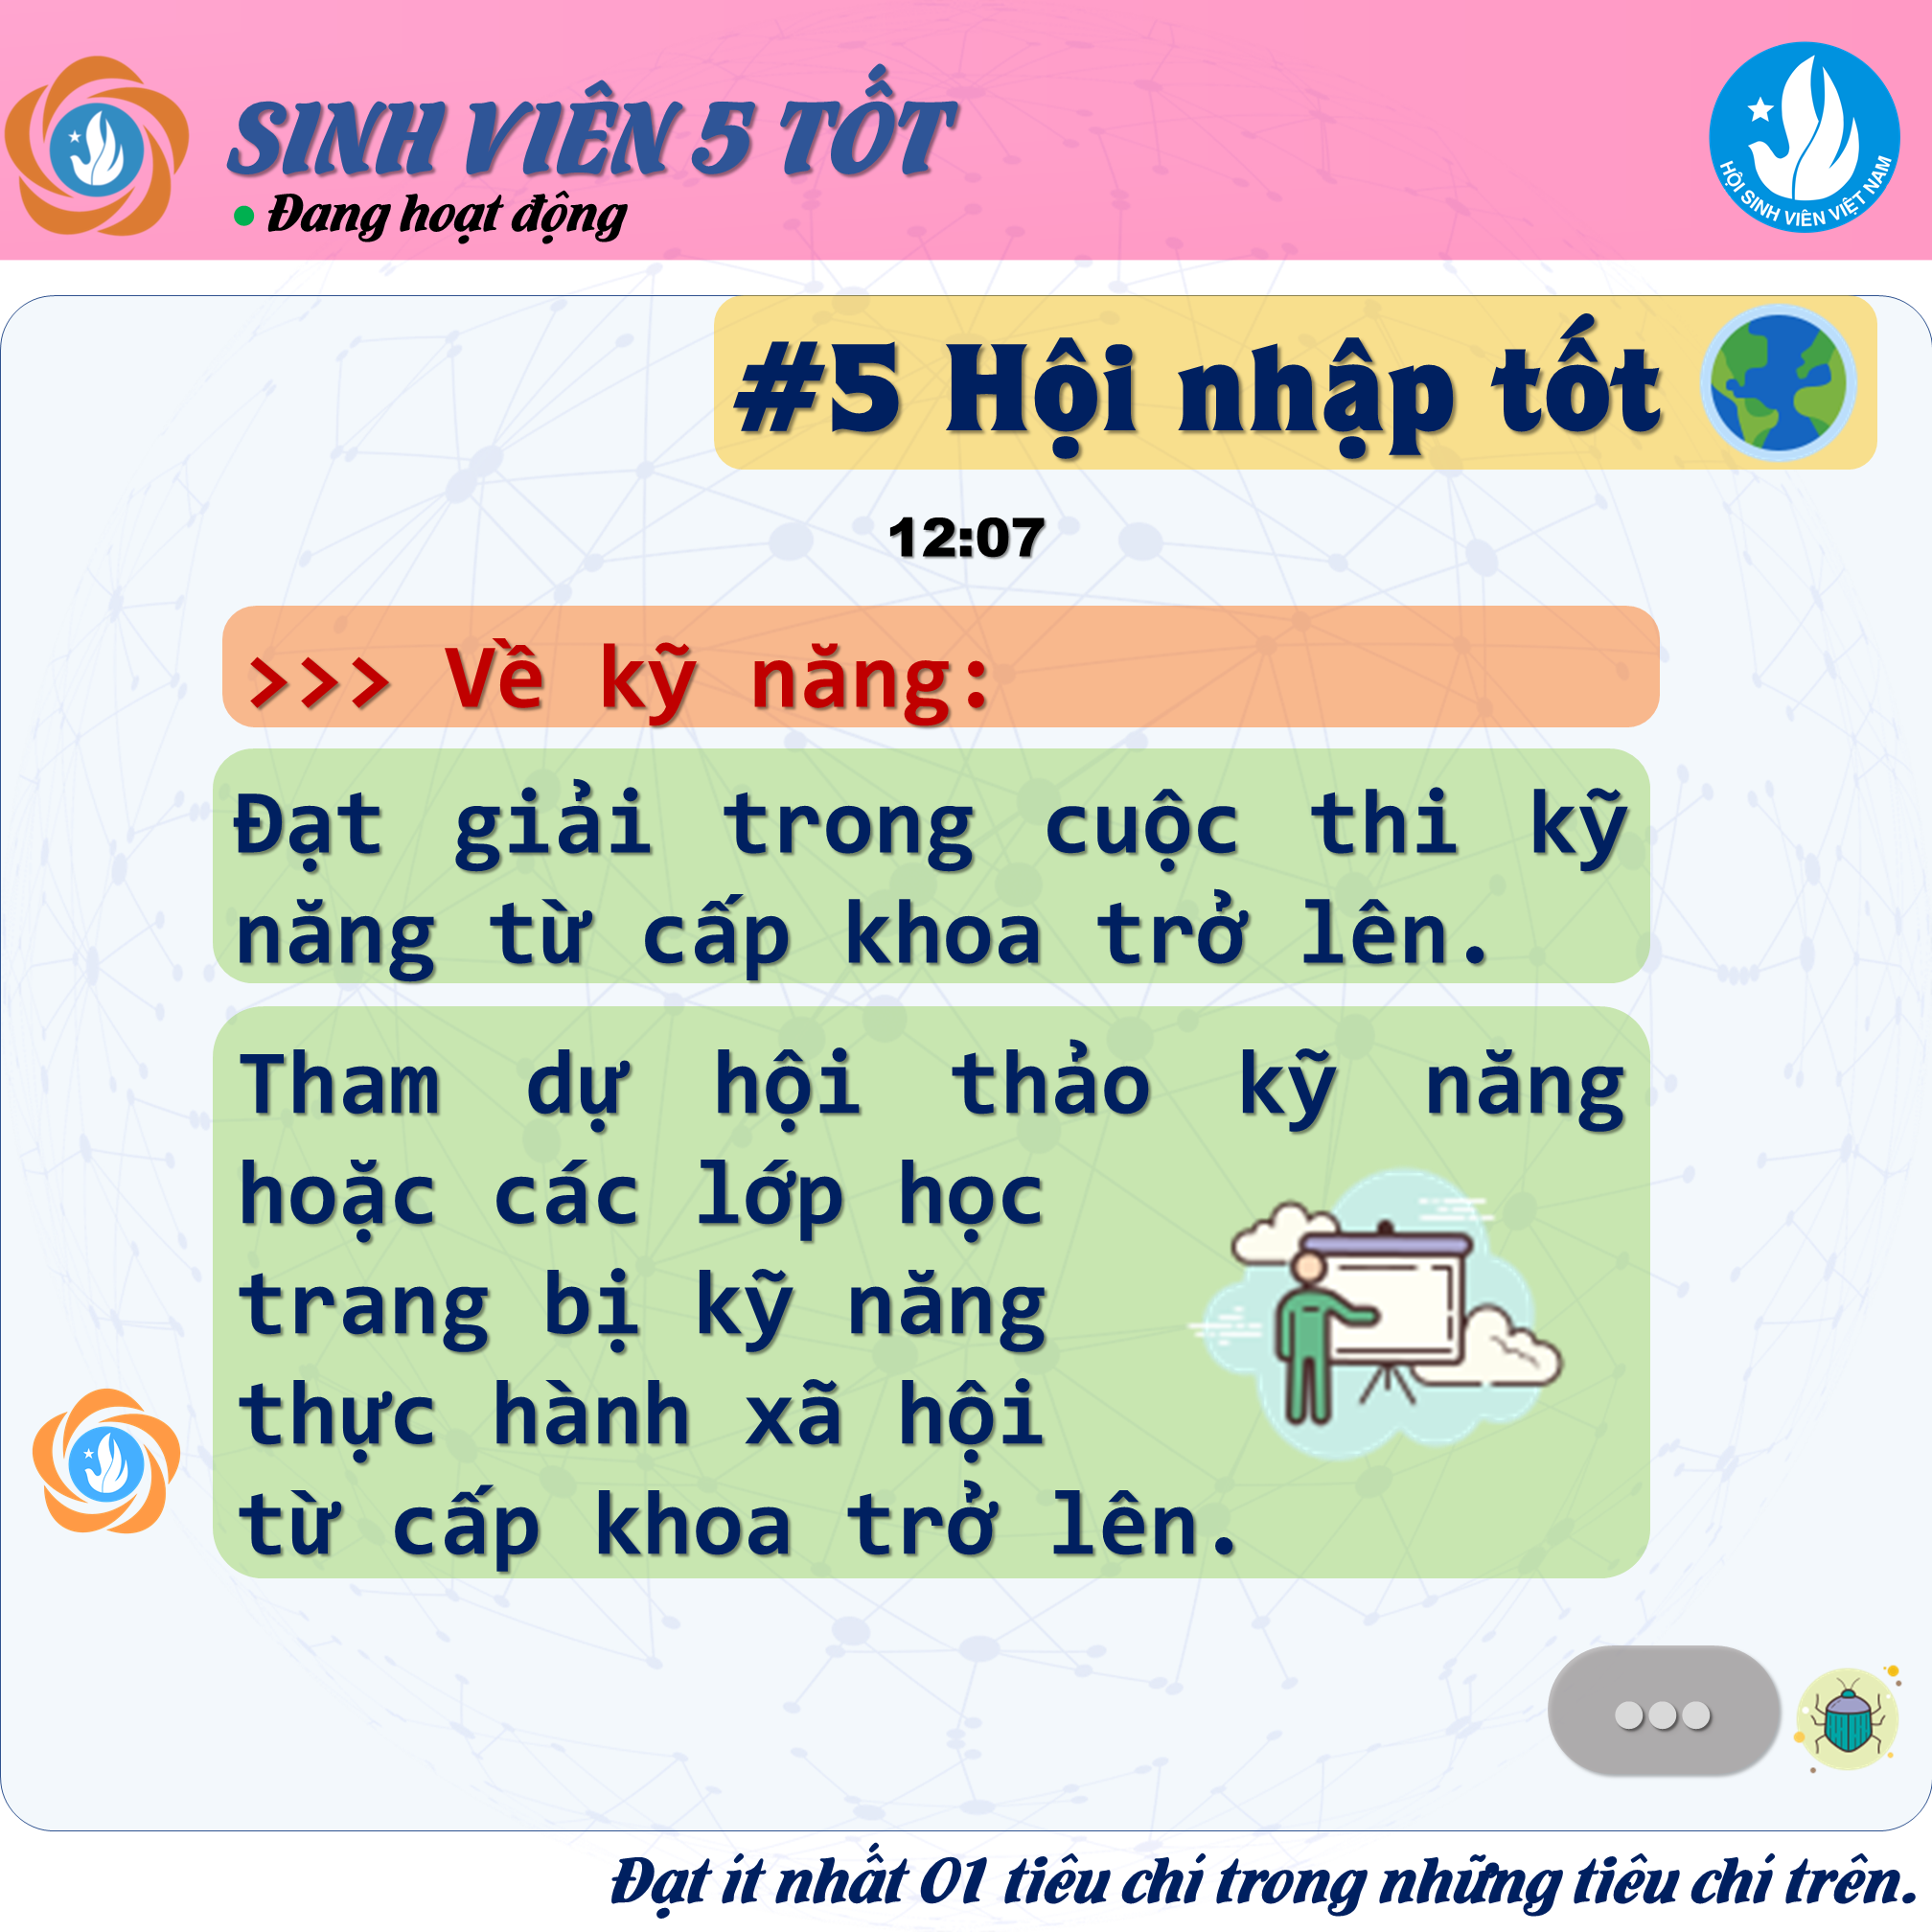 SINH VIÊN 5 TỐT
Đang hoạt động
HỘI SINH VIÊN VIỆT NAM
#5 Hội nhập tốt
12:07
>>> Về kỹ năng:
Đạt giải trong cuộc thi kỹ
năng từ cấp khoa trở lên.
Tham dự hội thảo kỹ năng
hoặc các lớp học
trang bị kỹ năng
thực hành xã hội
từ cấp khoa trở lên.
Đạt ít nhất 01 tiêu chí trong những tiêu chí trên.